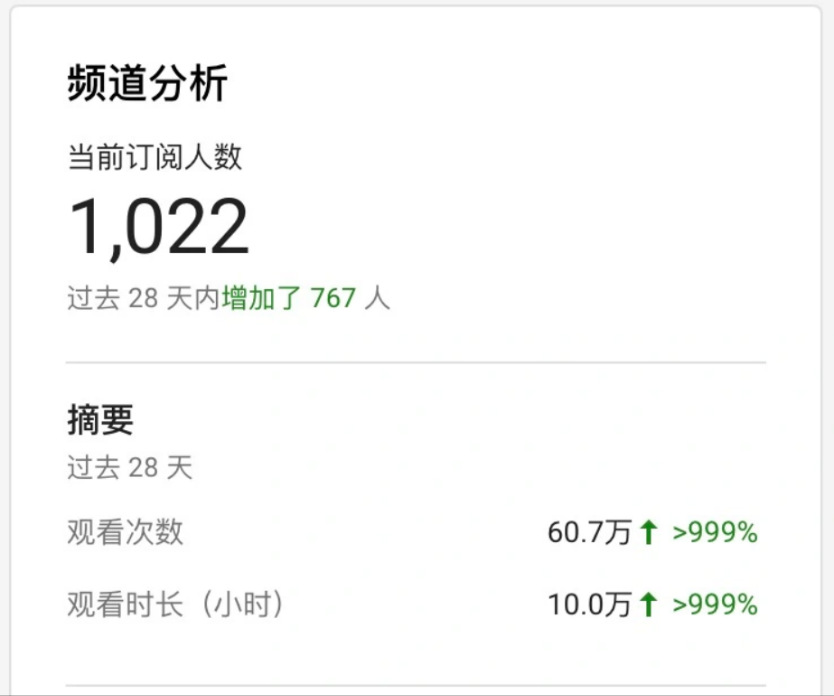 频道分析
当前订阅人数
1,022
过去 28 天内增加了 767 人
摘要
过去 28 天
观看次数 60.7万 ↑ >999%
观看时长（小时） 10.0万 ↑ >999%